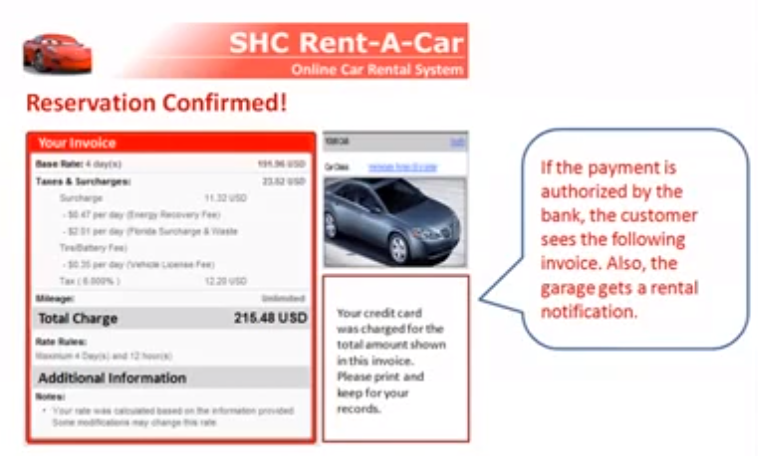 SHC Rent-A-Car
Online Car Rental System
Reservation Confirmed!
Your Invoice
Base Rate: 4 day(s) 191.96 USD
Taxes & Surcharges: 23.52 USD
Surcharge 11.32 USD
- $0.47 per day (Energy Recovery Fee)
- $2.01 per day (Florida Surcharge & Waste
Tire/Battery Fee)
- $0.35 per day (Vehicle License Fee)
Tax ( 6.000% ) 12.20 USD
Mileage: Unlimited
Total Charge 215.48 USD
Rate Rules:
Maximum 4 Day(s) and 12 hour(s)
Additional Information
Notes:
• Your rate was calculated based on the information provided
Some modifications may change this rate
YOUR CAR
Car Class:
Your credit card
was charged for the
total amount shown
in this invoice.
Please print and
keep for your
records.
If the payment is
authorized by the
bank, the customer
sees the following
invoice. Also, the
garage gets a rental
notification.